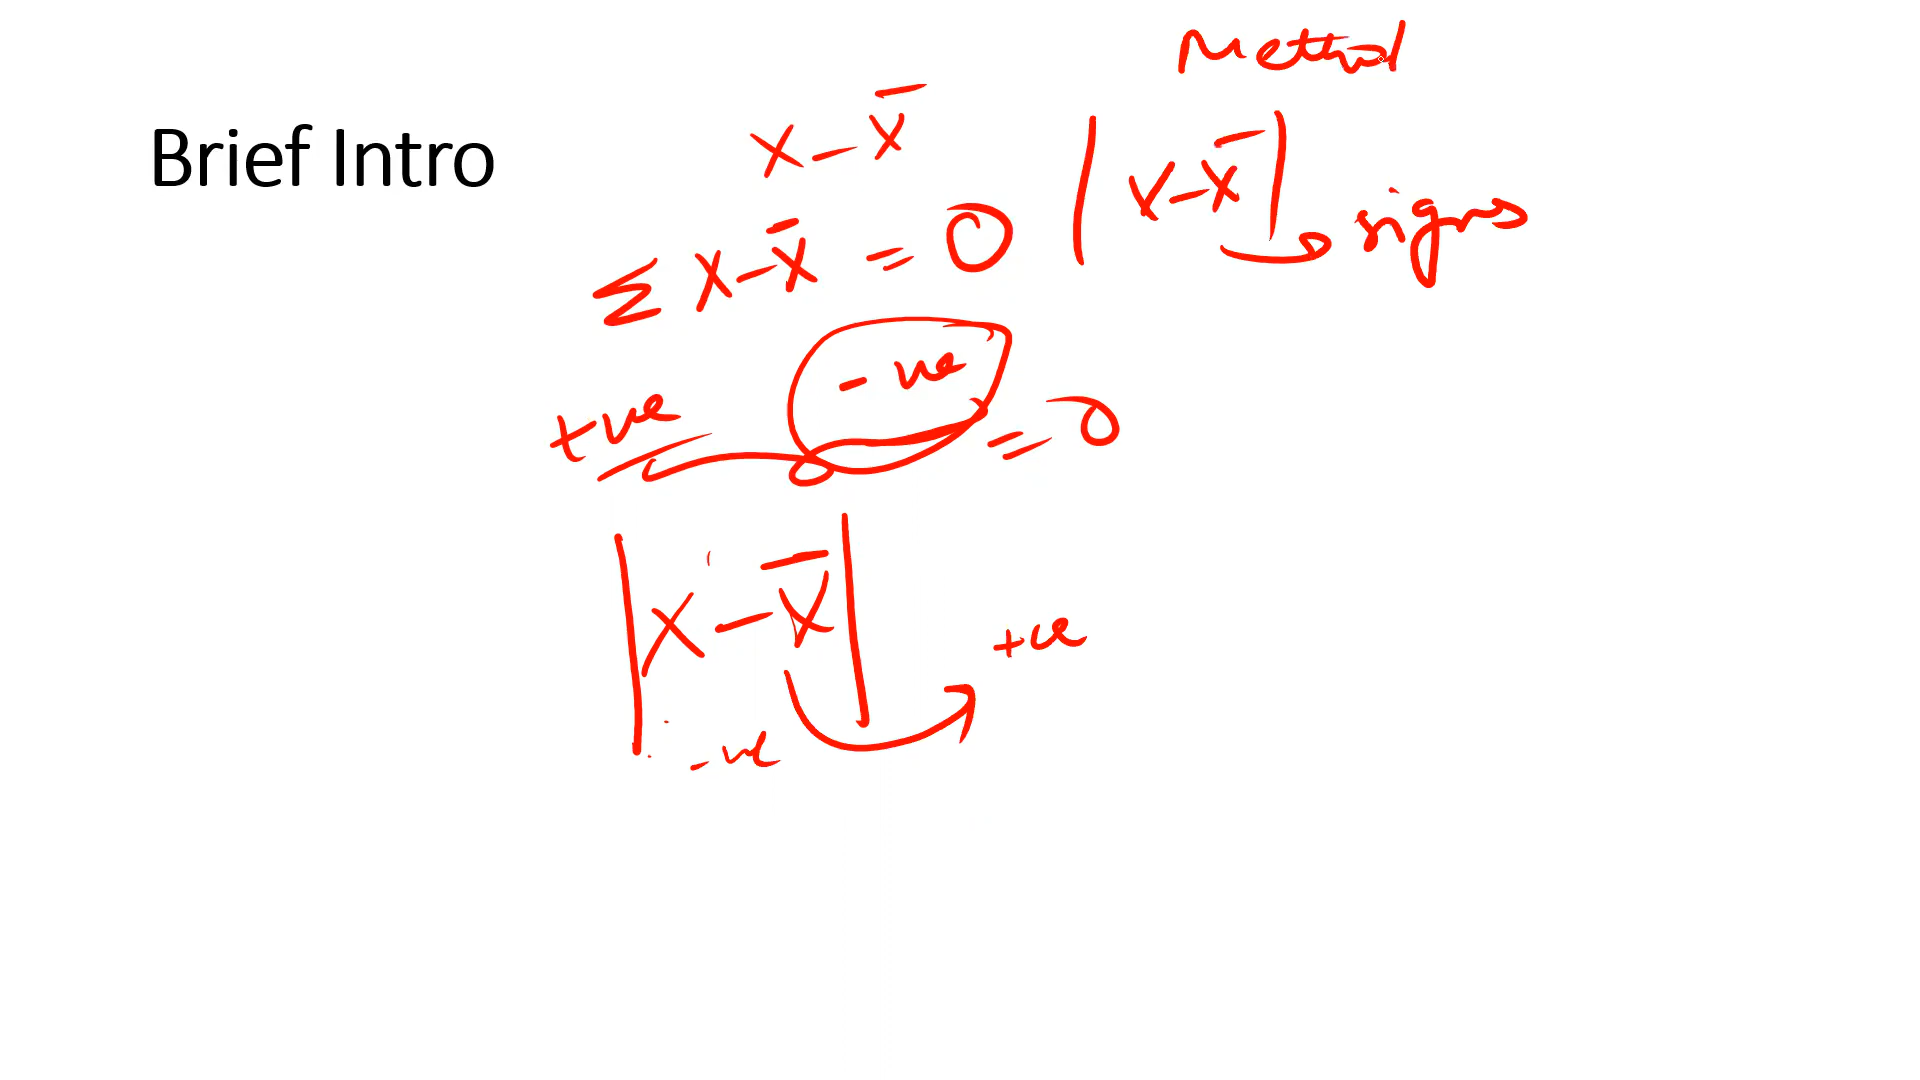 Method
Brief Intro
x - x̄
|x - x̄| signs
Σ x - x̄ = 0
+ve - ve = 0
|x - x̄| +ve
-ve